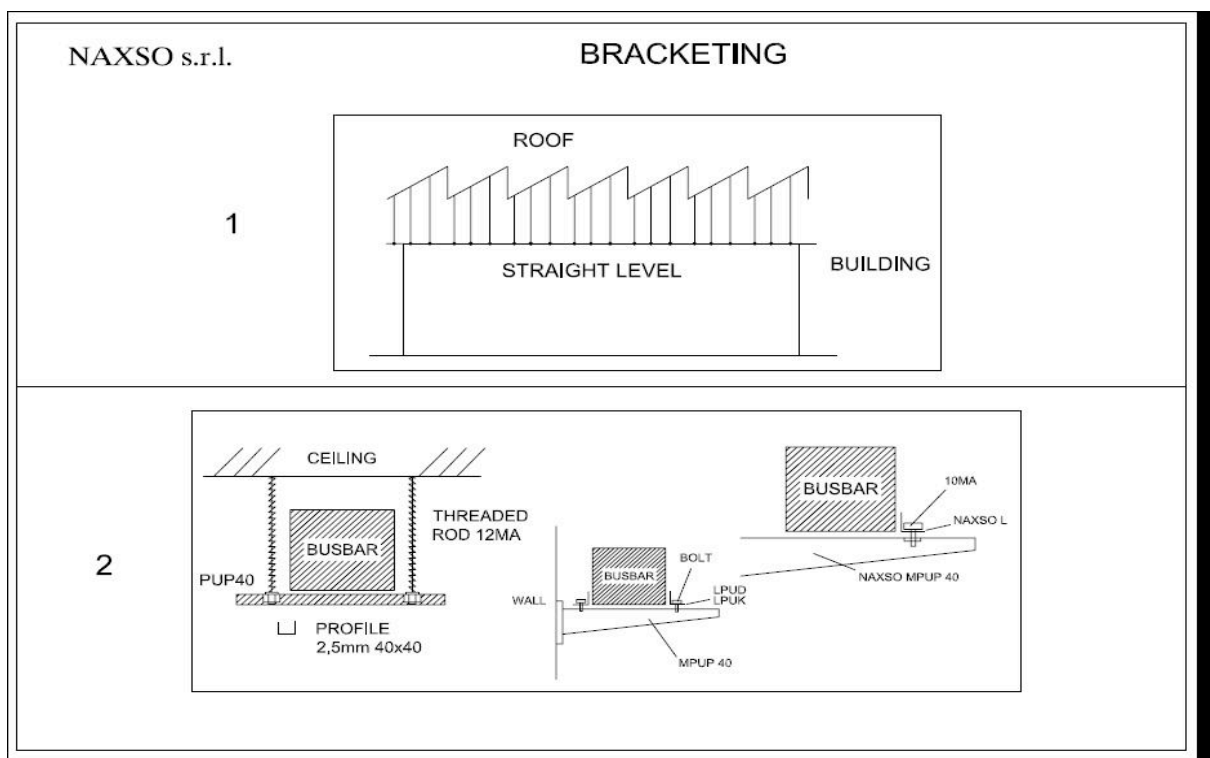 NAXSO s.r.l.
BRACKETING
1
ROOF
STRAIGHT LEVEL
BUILDING
2
CEILING
BUSBAR
THREADED
ROD 12MA
PUP40
PROFILE
2,5mm 40x40
WALL
BUSBAR
BOLT
LPUD
LPUK
MPUP 40
BUSBAR
10MA
NAXSO L
NAXSO MPUP 40